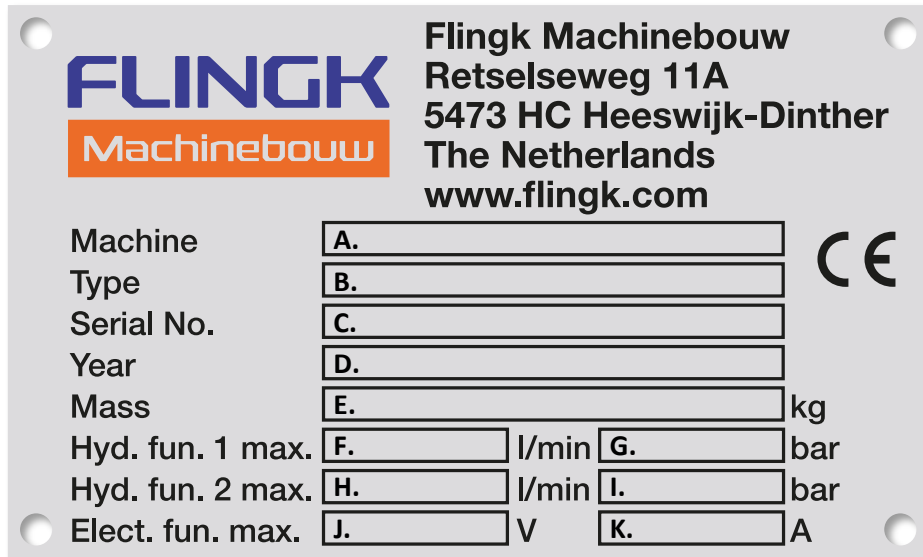 FLINGK
Machinebouw
Flingk Machinebouw
Retselseweg 11A
5473 HC Heeswijk-Dinther
The Netherlands
www.flingk.com
Machine A.
Type B.
Serial No. C.
Year D.
Mass E. kg
Hyd. fun. 1 max. F. l/min G. bar
Hyd. fun. 2 max. H. l/min I. bar
Elect. fun. max. J. V K. A
CE